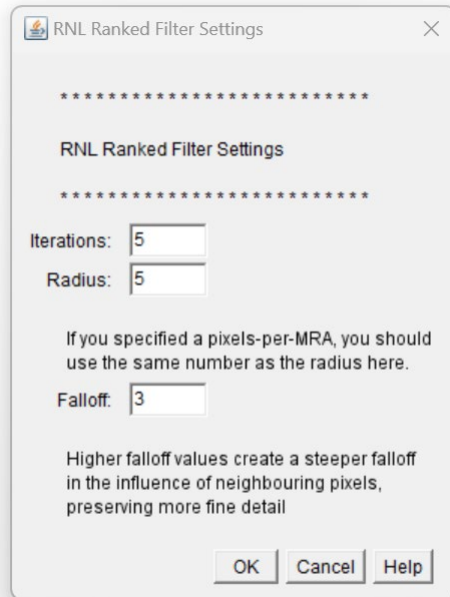 RNL Ranked Filter Settings
* * * * * * * * * * * * * * * * * * * * * * * * * *
RNL Ranked Filter Settings
* * * * * * * * * * * * * * * * * * * * * * * * * *
Iterations: 5
Radius: 5
If you specified a pixels-per-MRA, you should
use the same number as the radius here.
Falloff: 3
Higher falloff values create a steeper falloff
in the influence of neighbouring pixels,
preserving more fine detail
OK Cancel Help